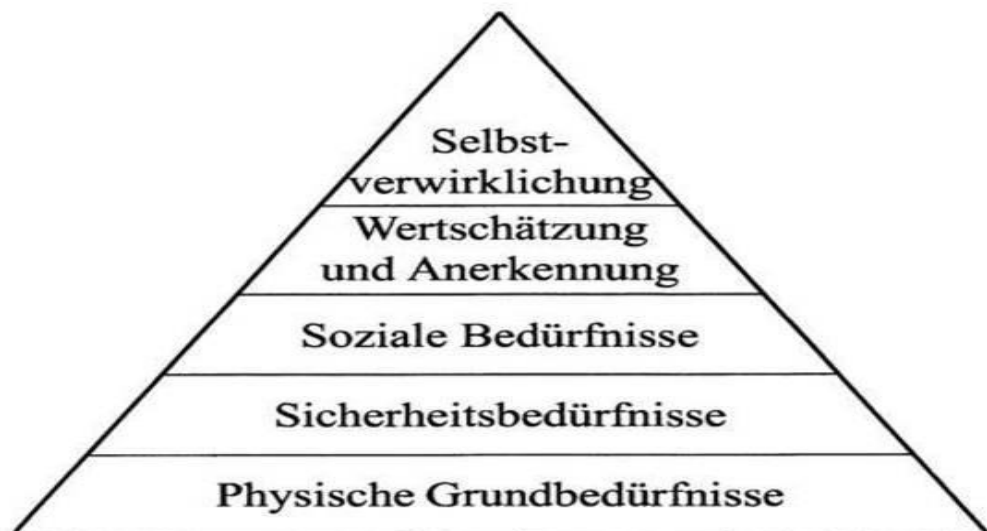 Selbst-
verwirklichung
Wertschätzung
und Anerkennung
Soziale Bedürfnisse
Sicherheitsbedürfnisse
Physische Grundbedürfnisse